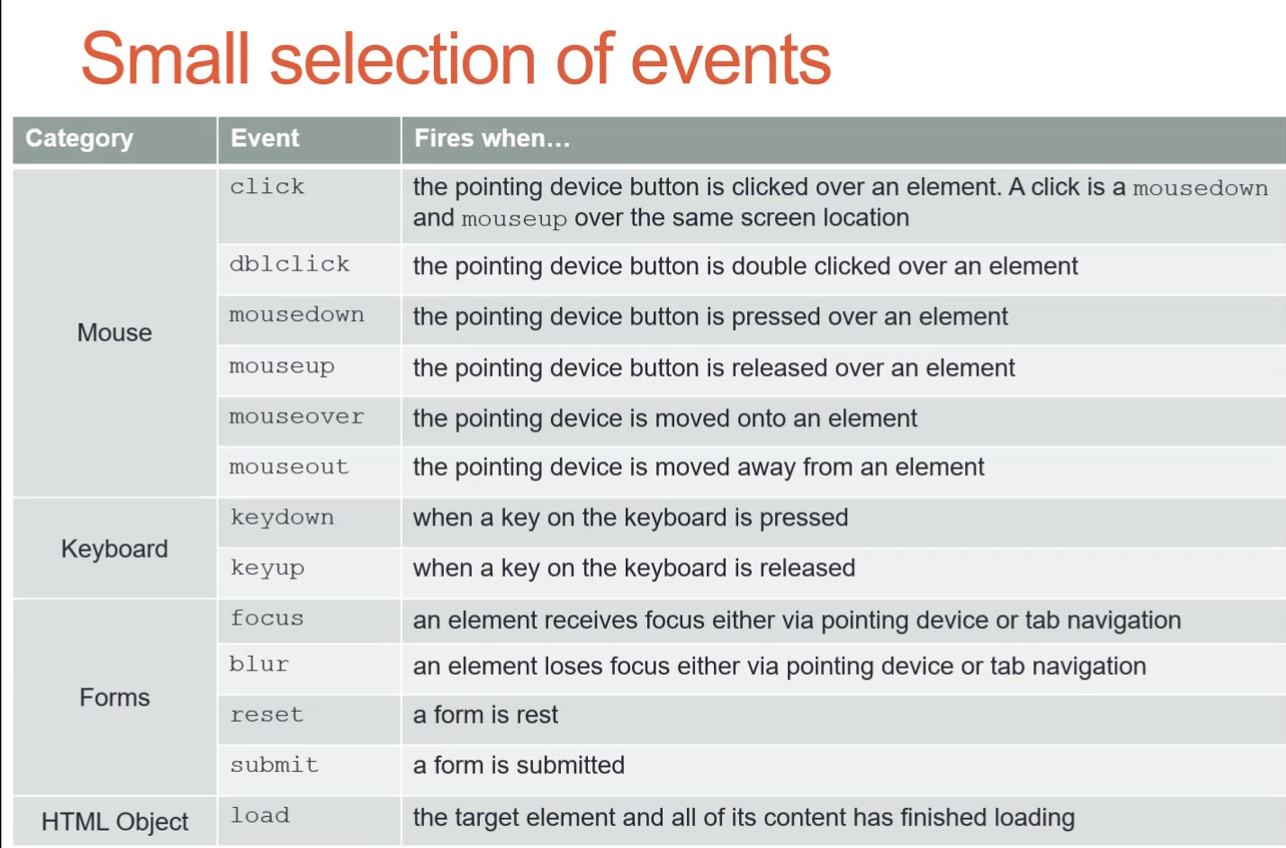 Small selection of events
Category Event Fires when…
Mouse
click the pointing device button is clicked over an element. A click is a mousedown
and mouseup over the same screen location
dblclick the pointing device button is double clicked over an element
mousedown the pointing device button is pressed over an element
mouseup the pointing device button is released over an element
mouseover the pointing device is moved onto an element
mouseout the pointing device is moved away from an element
Keyboard
keydown when a key on the keyboard is pressed
keyup when a key on the keyboard is released
Forms
focus an element receives focus either via pointing device or tab navigation
blur an element loses focus either via pointing device or tab navigation
reset a form is rest
submit a form is submitted
HTML Object load the target element and all of its content has finished loading